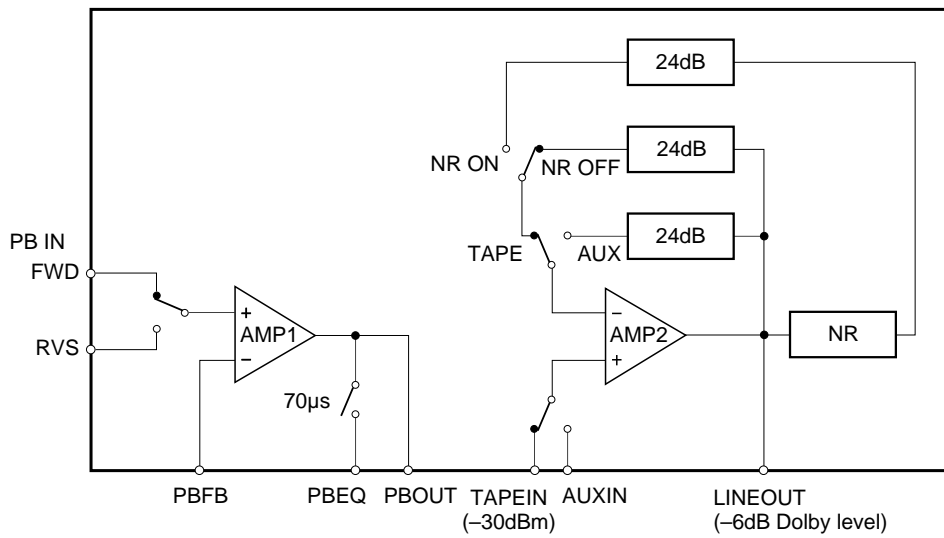 24dB
NR ON
NR OFF
24dB
TAPE
AUX
24dB
PB IN
FWD
RVS
+
AMP1
–
–
AMP2
+
NR
70µs
PBFB
PBEQ
PBOUT
TAPEIN
(–30dBm)
AUXIN
LINEOUT
(–6dB Dolby level)